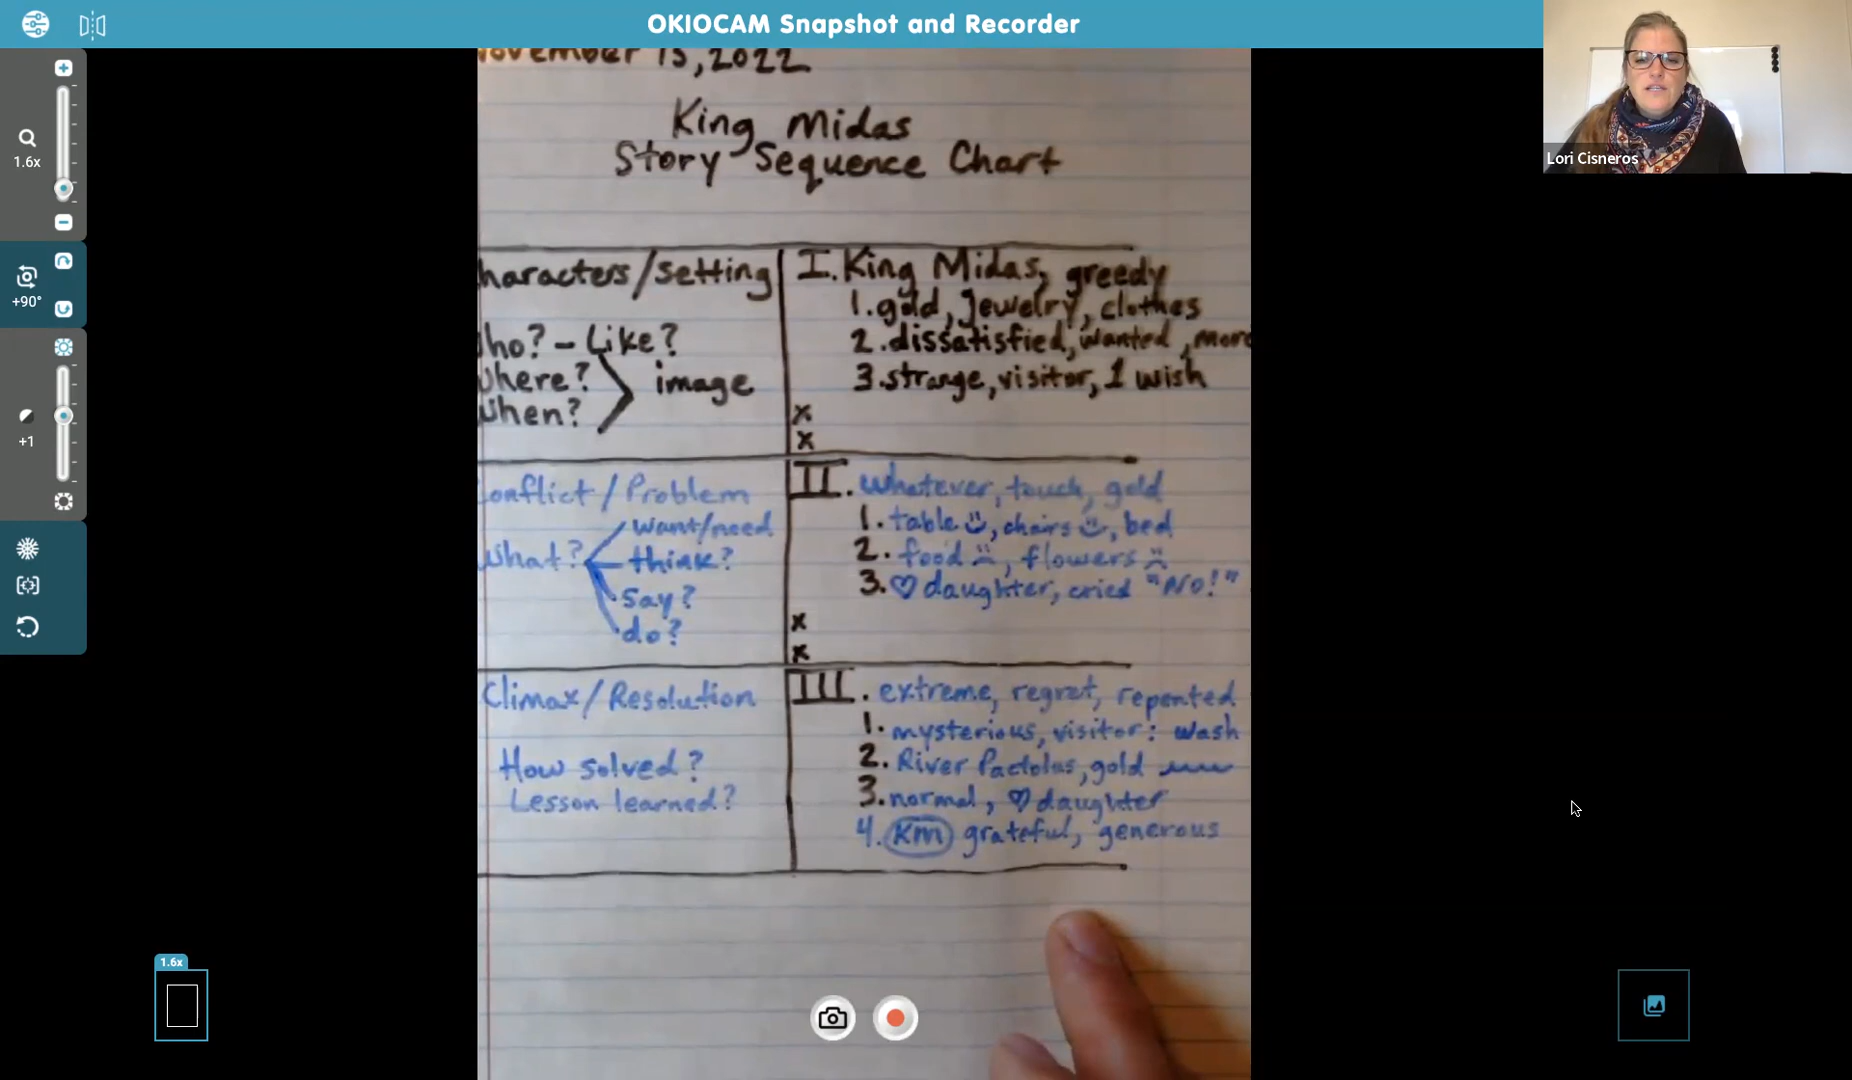 OKIOCAM Snapshot and Recorder
Lori Cisneros
1.6x
+90°
+1
November 15, 2022
King Midas
Story Sequence Chart
haracters/setting
ho? - Like?
Where?
When?
image
I. King Midas, greedy
1. gold, jewelry, clothes
2. dissatisfied, wanted, more
3. strange, visitor, 1 wish
x
x
onflict / Problem
want/need
What?
think?
say?
do?
II. whatever, touch, gold
1. table, chairs, bed
2. food, flowers
3. ♡ daughter, cried "No!"
x
x
Climax / Resolution
How solved?
Lesson learned?
III. extreme, regret, repented
1. mysterious, visitor: wash
2. River Pactolus, gold
3. normal, ♡ daughter
4. KM grateful, generous
1.6x